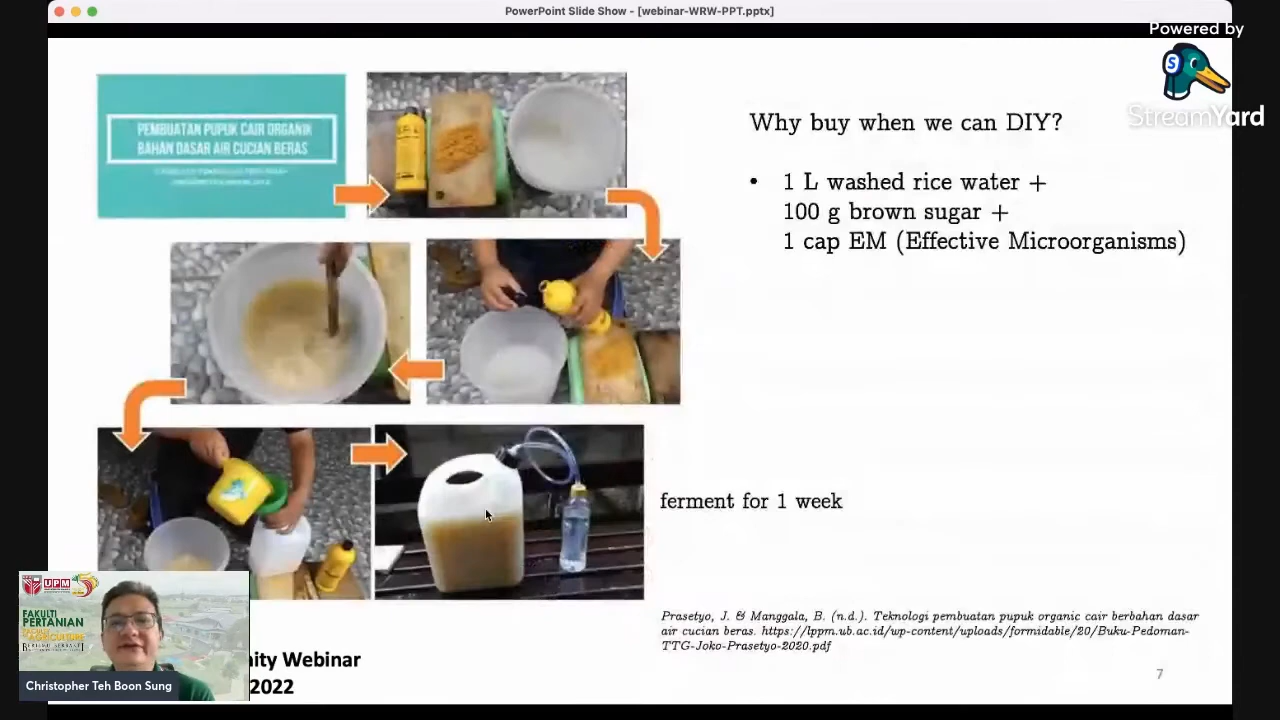 PowerPoint Slide Show - [webinar-WRW-PPT.pptx]
Powered by
S
StreamYard
PEMBUATAN PUPUK CAIR ORGANIK
BAHAN DASAR AIR CUCIAN BERAS
Why buy when we can DIY?
• 1 L washed rice water +
100 g brown sugar +
1 cap EM (Effective Microorganisms)
ferment for 1 week
Prasetyo, J. & Manggala, B. (n.d.). Teknologi pembuatan pupuk organic cair berbahan dasar
air cucian beras. https://lppm.ub.ac.id/wp-content/uploads/formidable/20/Buku-Pedoman-
TTG-Joko-Prasetyo-2020.pdf
7
UPM
FAKULTI
PERTANIAN
Christopher Teh Boon Sung
Webinar
2022